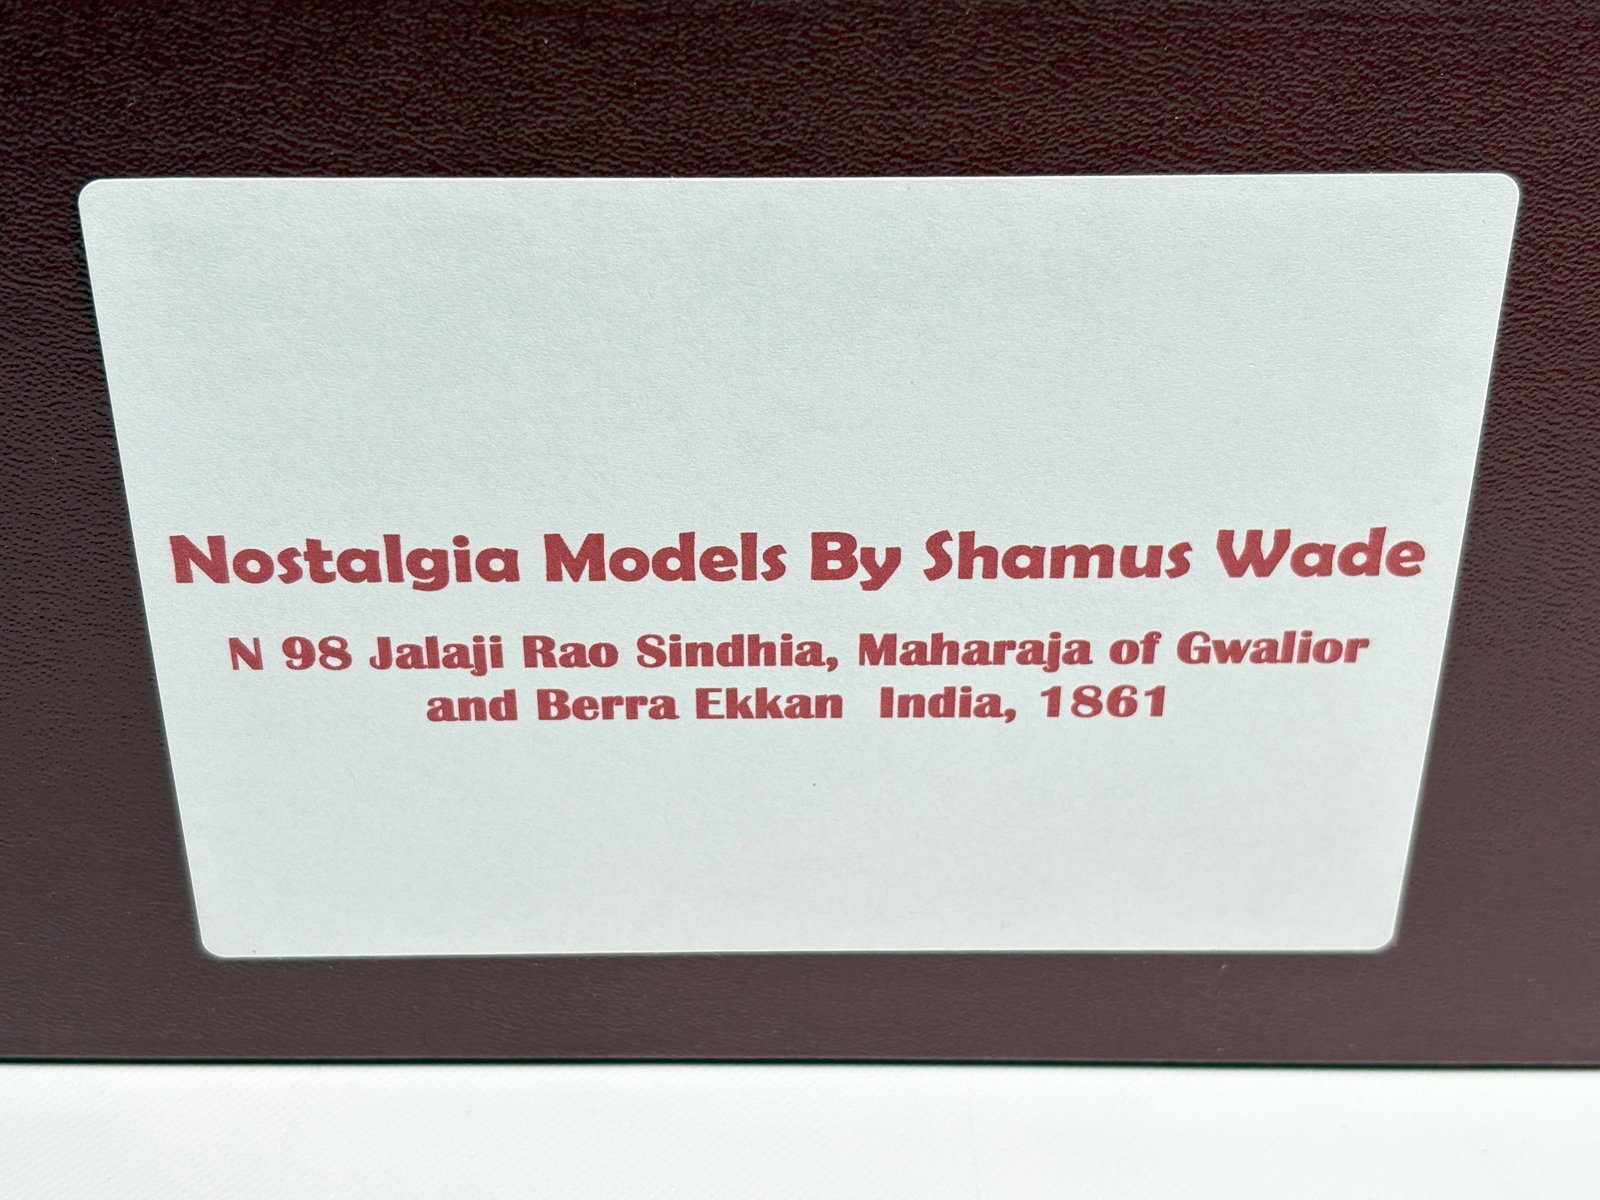 Nostalgia Models By Shamus Wade
N 98 Jalaji Rao Sindhia, Maharaja of Gwalior
and Berra Ekkan  India, 1861